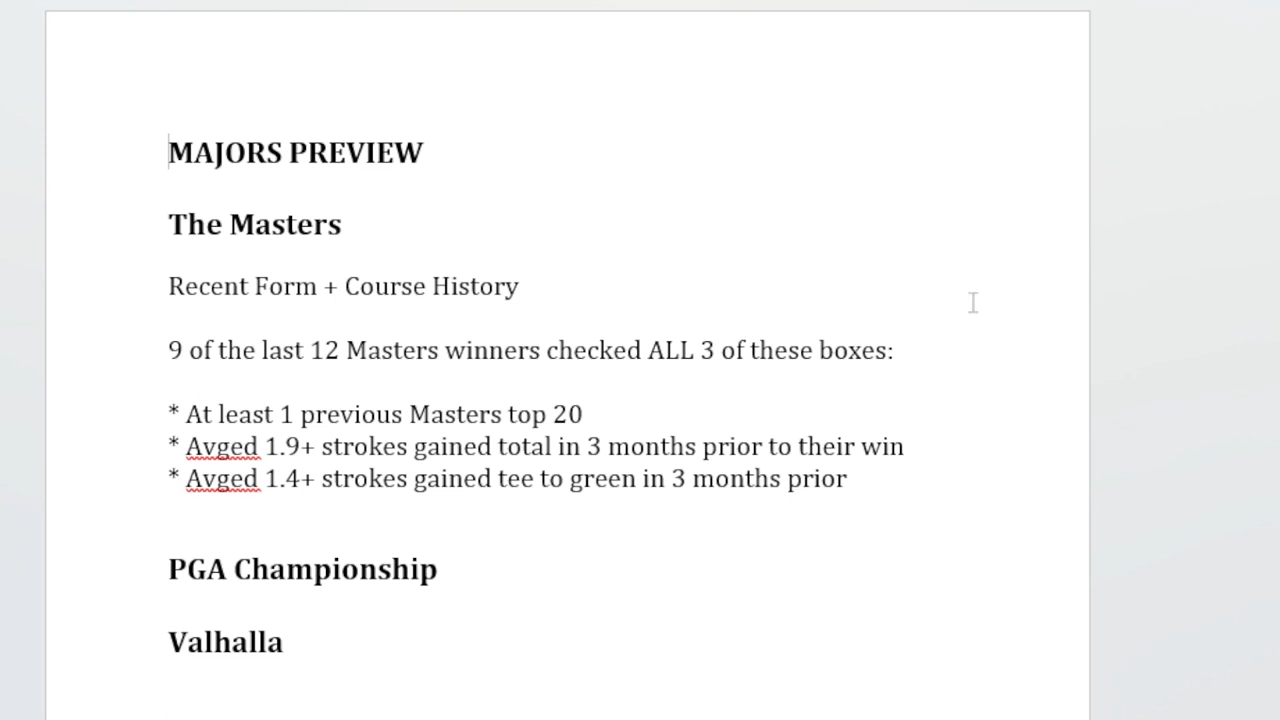 MAJORS PREVIEW
The Masters
Recent Form + Course History
9 of the last 12 Masters winners checked ALL 3 of these boxes:
* At least 1 previous Masters top 20
* Avged 1.9+ strokes gained total in 3 months prior to their win
* Avged 1.4+ strokes gained tee to green in 3 months prior
PGA Championship
Valhalla